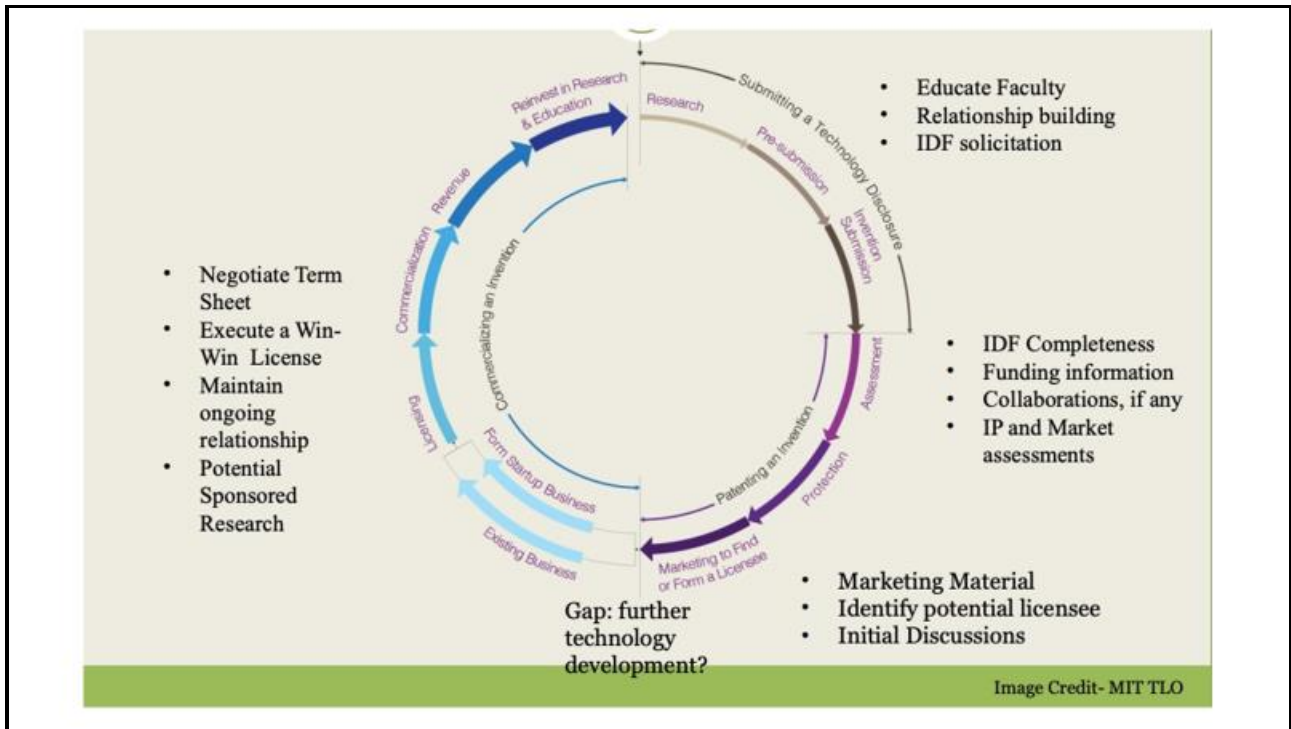 Reinvest in Research
& Education
Research
Submitting a Technology Disclosure
Pre-submission
Invention
Submission
• Educate Faculty
• Relationship building
• IDF solicitation
Revenue
Commercialization
Commercializing an Invention
• Negotiate Term
Sheet
• Execute a Win-
Win License
• Maintain
ongoing
relationship
• Potential
Sponsored
Research
Assessment
• IDF Completeness
• Funding information
• Collaborations, if any
• IP and Market
assessments
Licensing
Form Startup Business
Existing Business
Patenting an Invention
Protection
Marketing to Find
or Form a Licensee
• Marketing Material
• Identify potential licensee
• Initial Discussions
Gap: further
technology
development?
Image Credit- MIT TLO